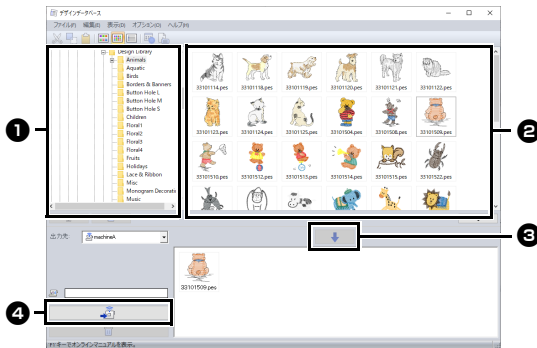 デザインデータベース
ファイル(F) 編集(E) 表示(D) オプション(O) ヘルプ(H)
Design Library
Animals
Aquatic
Birds
Borders & Banners
Button Hole L
Button Hole M
Button Hole S
Children
Floral1
Floral2
Floral3
Floral4
Fruits
Holidays
Lace & Ribbon
Misc
Monogram Decorati
Music
33101114.pes 33101118.pes 33101119.pes 33101120.pes 33101121.pes 33101122.pes
33101123.pes 33101124.pes 33101125.pes 33101504.pes 33101508.pes 33101509.pes
33101510.pes 33101512.pes 33101513.pes 33101514.pes 33101515.pes 33101522.pes
1
2
3
4
出力先:
machineA
33101509.pes
F1キーでオンラインマニュアルを表示。